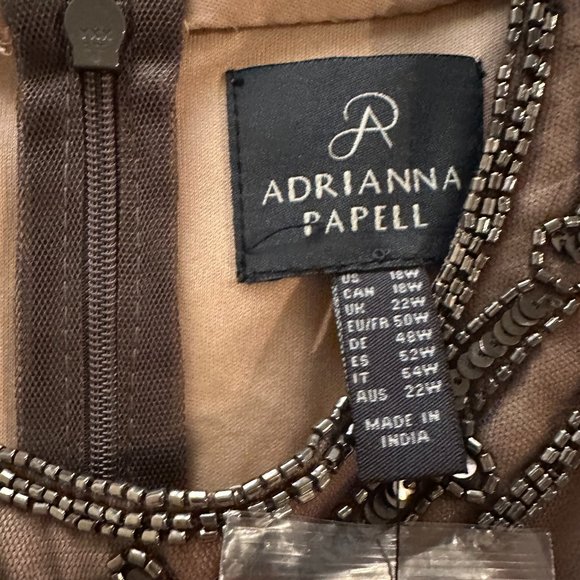 ADRIANNA
PAPELL
US 18W
CAN 18W
UK 22W
EU/FR 50W
DE 48W
ES 52W
IT 54W
AUS 22W
MADE IN
INDIA
YKK